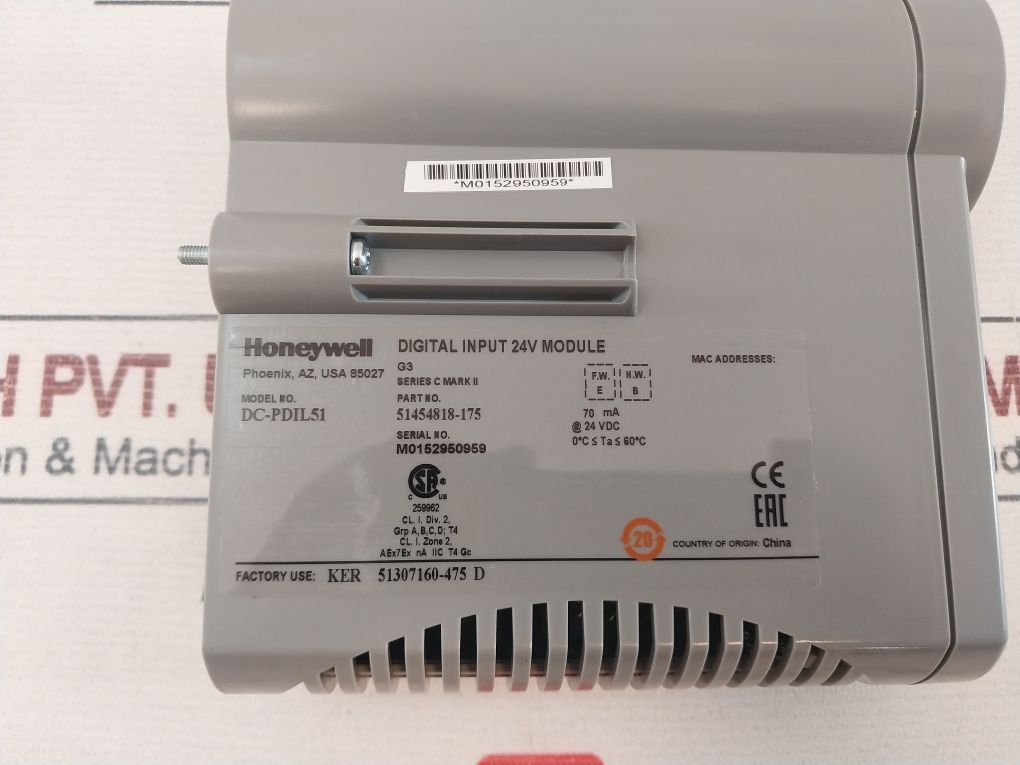 *M0152950959*
Honeywell
Phoenix, AZ, USA 85027
DIGITAL INPUT 24V MODULE
G3
SERIES C MARK II
MODEL NO.
DC-PDIL51
PART NO.
51454818-175
SERIAL NO.
M0152950959
F.W.
E
H.W.
B
70 mA
@ 24 VDC
0°C ≤ Ta ≤ 60°C
MAC ADDRESSES:
SA ®
C US
259962
CL. I. Div. 2,
Grp A,B,C,D; T4
CL. I. Zone 2,
AEx7Ex nA IIC T4 Gc
CE
EAC
20
COUNTRY OF ORIGIN: China
FACTORY USE: KER 51307160-475 D
PVT.
& Mach